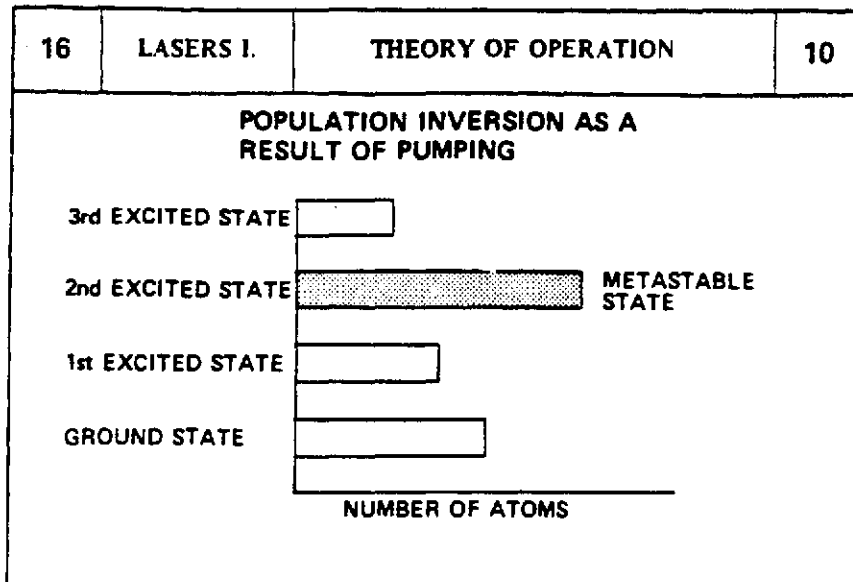 16 LASERS I. THEORY OF OPERATION 10
POPULATION INVERSION AS A
RESULT OF PUMPING
3rd EXCITED STATE
2nd EXCITED STATE
METASTABLE
STATE
1st EXCITED STATE
GROUND STATE
NUMBER OF ATOMS